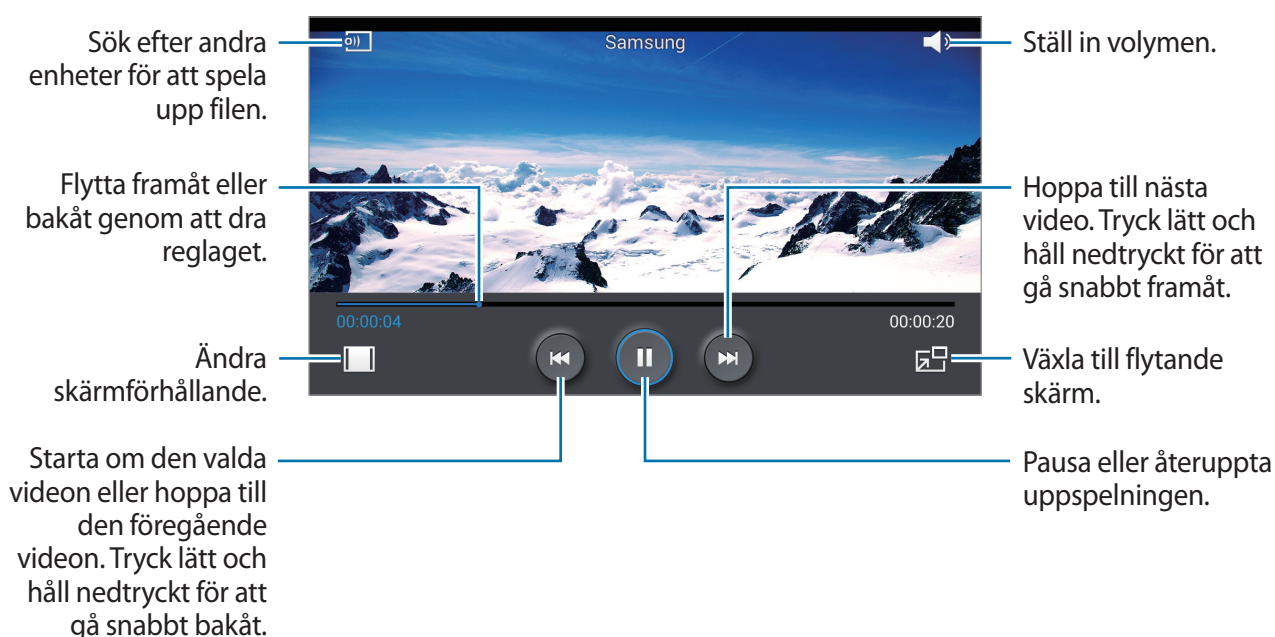 Sök efter andra
enheter för att spela
upp filen.
Samsung
Ställ in volymen.
Flytta framåt eller
bakåt genom att dra
reglaget.
Hoppa till nästa
video. Tryck lätt och
håll nedtryckt för att
gå snabbt framåt.
00:00:04
00:00:20
Ändra
skärmförhållande.
Växla till flytande
skärm.
Starta om den valda
videon eller hoppa till
den föregående
videon. Tryck lätt och
håll nedtryckt för att
gå snabbt bakåt.
Pausa eller återuppta
uppspelningen.